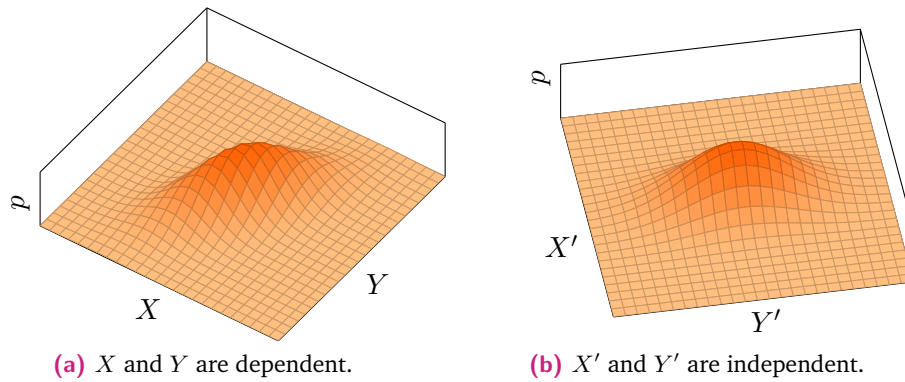 p
X
Y
(a) X and Y are dependent.
p
X′
Y′
(b) X′ and Y′ are independent.